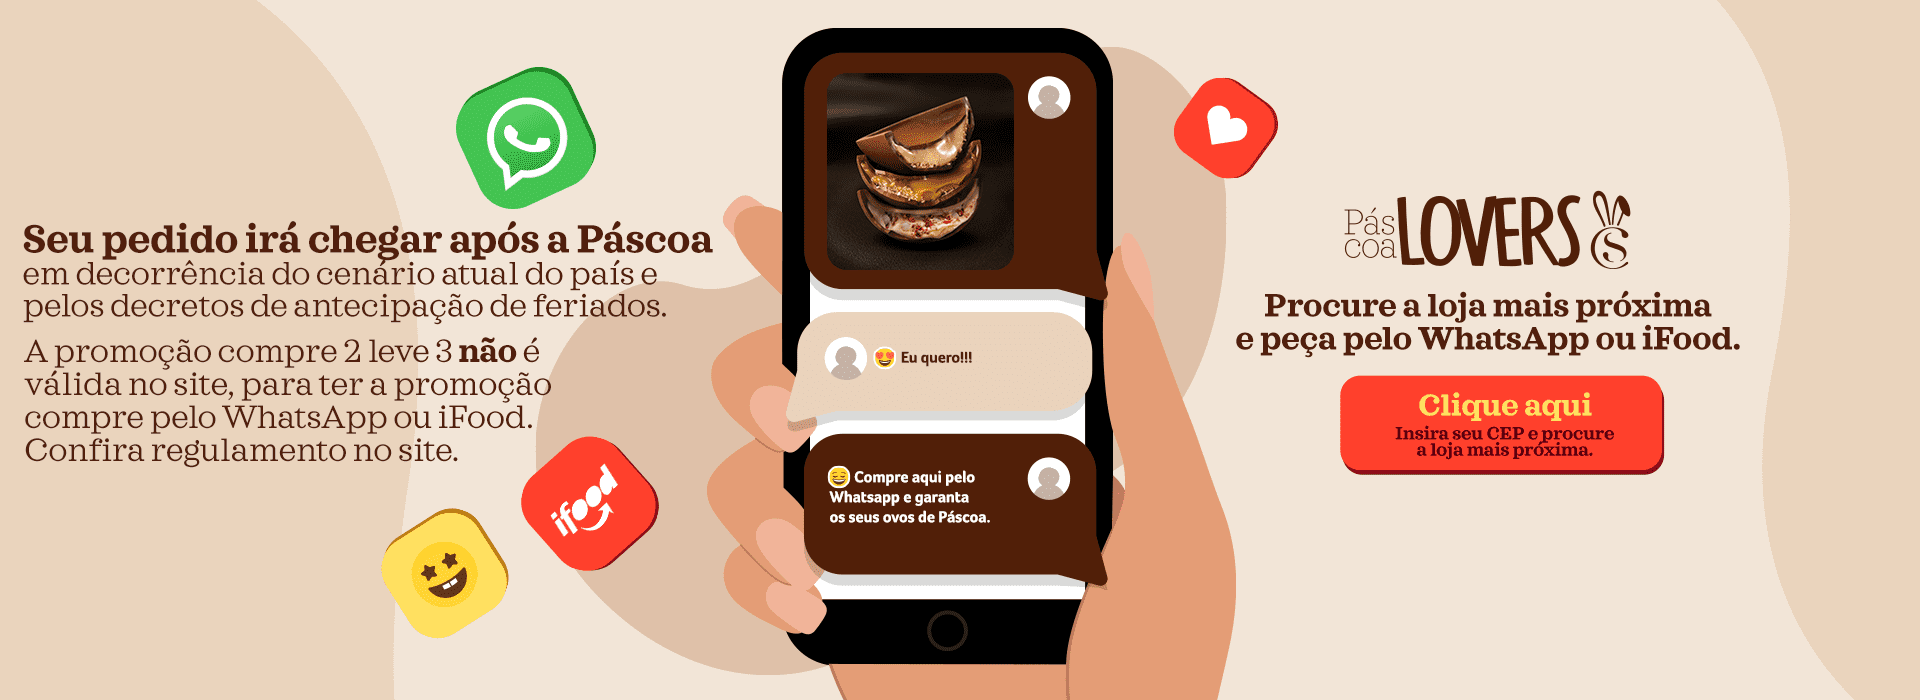 Seu pedido irá chegar após a Páscoa
em decorrência do cenário atual do país e
pelos decretos de antecipação de feriados.
A promoção compre 2 leve 3 não é
válida no site, para ter a promoção
compre pelo WhatsApp ou iFood.
Confira regulamento no site.
ifood
Eu quero!!!
Compre aqui pelo
Whatsapp e garanta
os seus ovos de Páscoa.
Pás
coa
LOVERS
CS
Procure a loja mais próxima
e peça pelo WhatsApp ou iFood.
Clique aqui
Insira seu CEP e procure
a loja mais próxima.